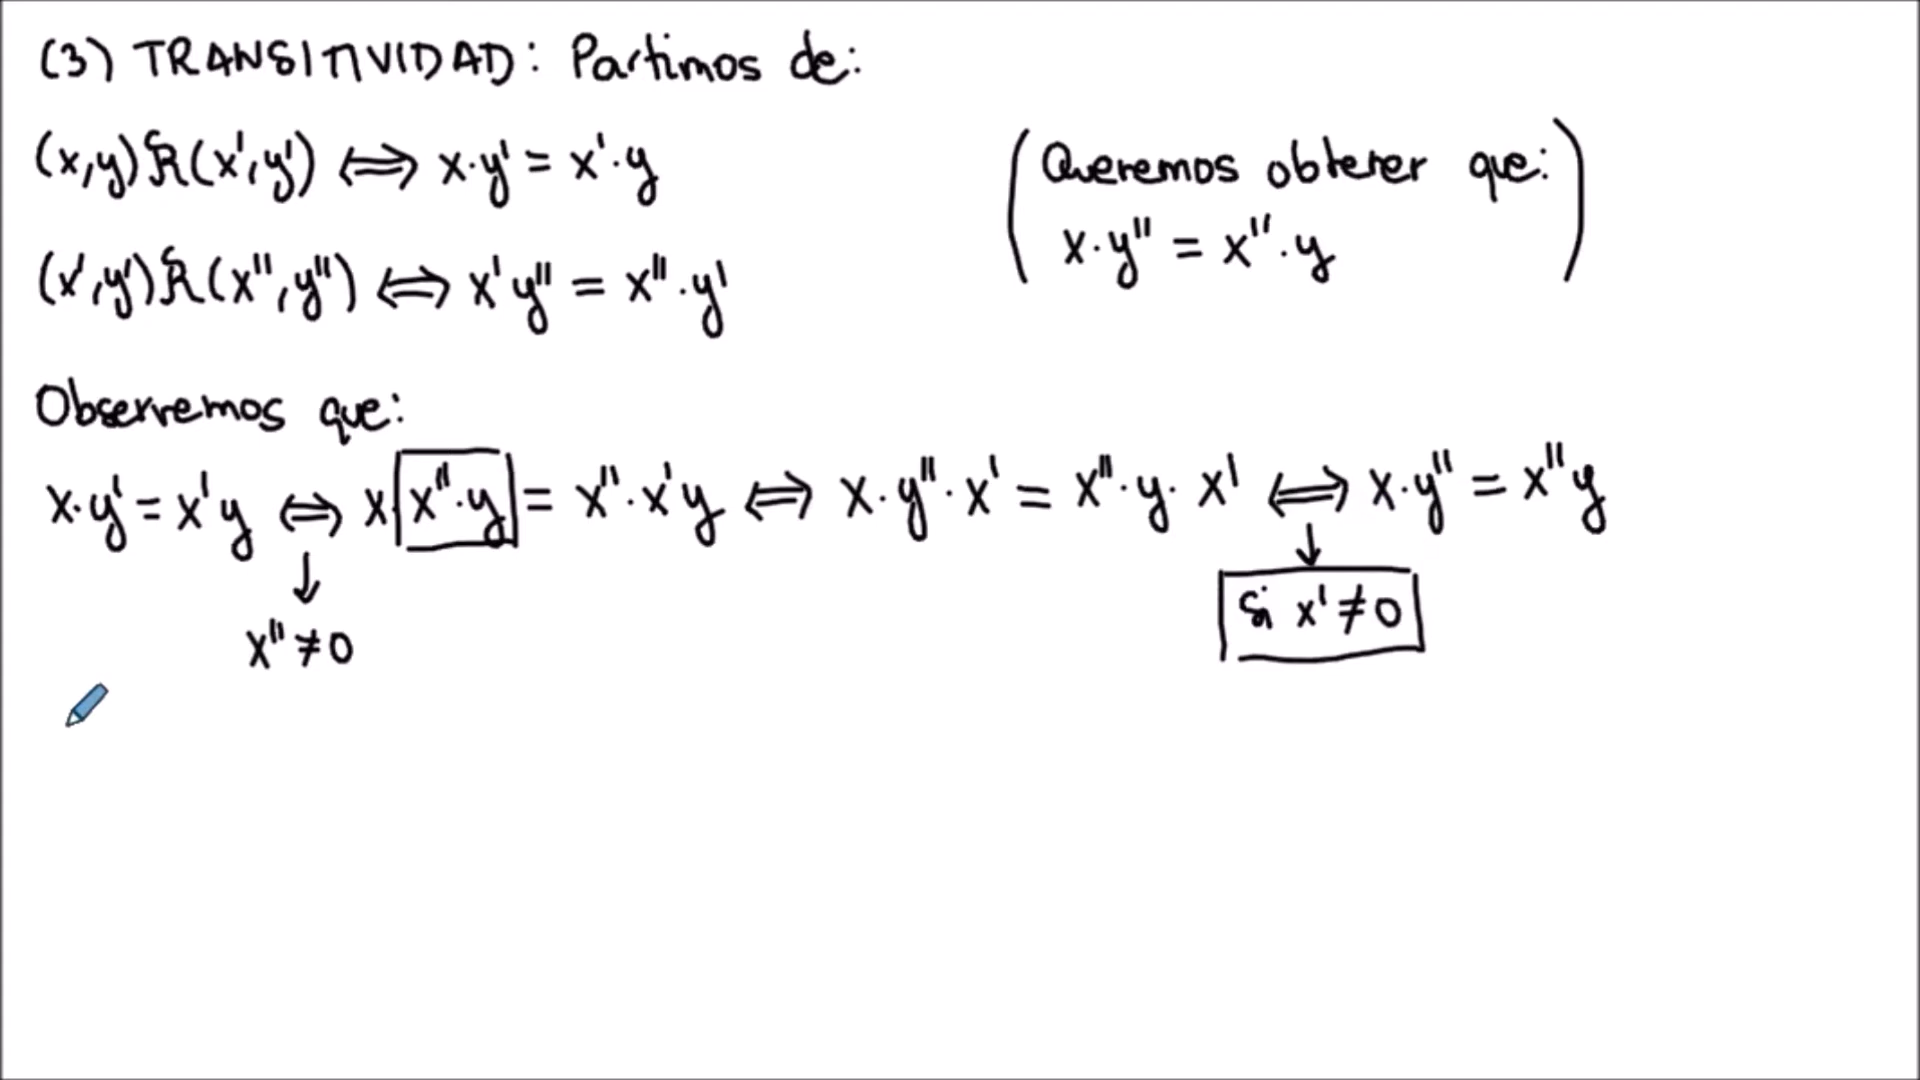 (3) TRANSITIVIDAD: Partimos de:
(x,y)ℜ(x',y') ⟺ x·y' = x'·y
(Queremos obtener que:
x·y'' = x''·y)
(x',y')ℜ(x'',y'') ⟺ x'y'' = x''·y'
Observemos que:
x·y' = x'y ⟺ x·x''·y = x''·x'y ⟺ x·y''·x' = x''·y·x' ⟺ x·y'' = x''y
↓ ↓
x'' ≠ 0
Si x' ≠ 0